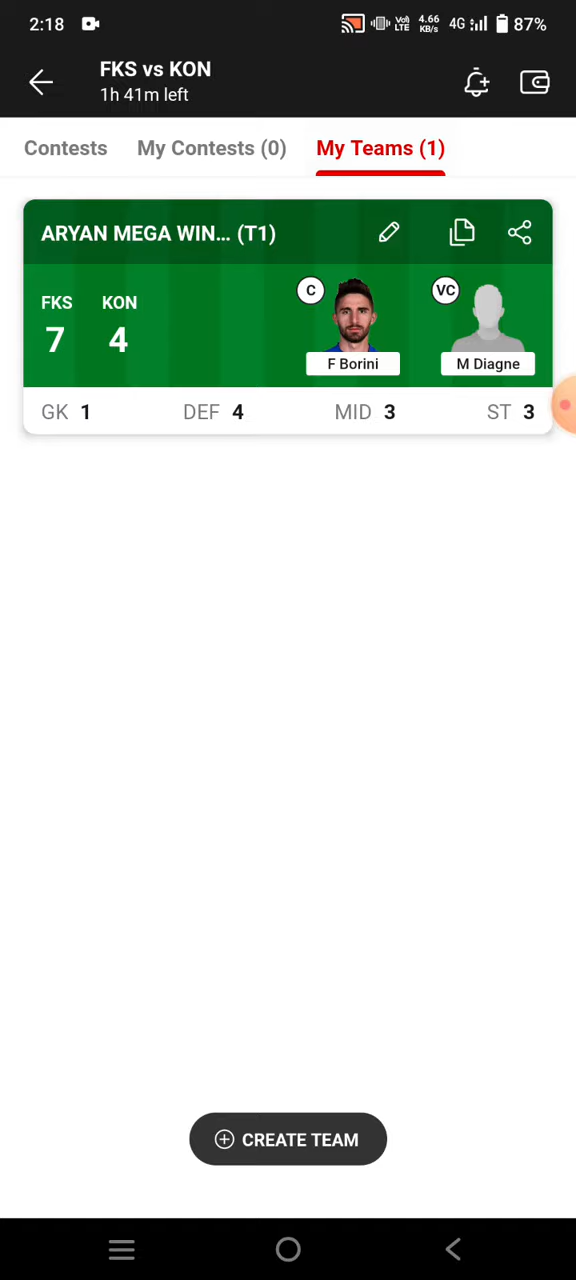 2:18 Vo) LTE 4.66 KB/s 4G 87%
FKS vs KON
1h 41m left
Contests My Contests (0) My Teams (1)
ARYAN MEGA WIN... (T1)
C VC
FKS KON
7 4
F Borini M Diagne
GK 1 DEF 4 MID 3 ST 3
CREATE TEAM